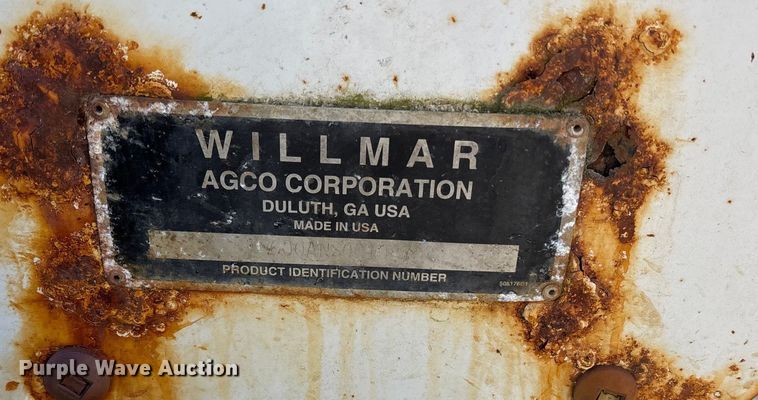 WILLMAR
AGCO CORPORATION
DULUTH, GA USA
MADE IN USA
PRODUCT IDENTIFICATION NUMBER
Purple Wave Auction